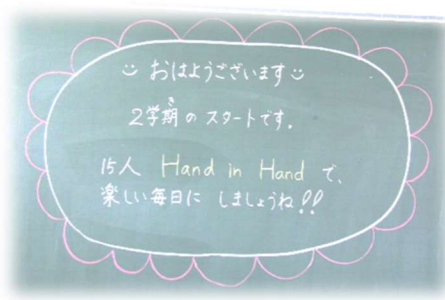 おはようございます
2学期のスタートです。
15人 Hand in Hand で、
楽しい毎日に しましょうね!!